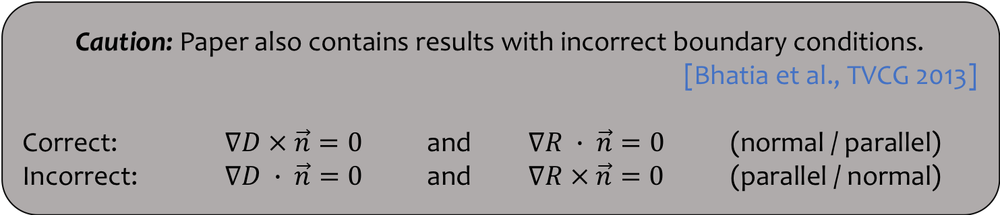 Caution: Paper also contains results with incorrect boundary conditions.
[Bhatia et al., TVCG 2013]
Correct: ∇D × n⃗ = 0 and ∇R · n⃗ = 0 (normal / parallel)
Incorrect: ∇D · n⃗ = 0 and ∇R × n⃗ = 0 (parallel / normal)